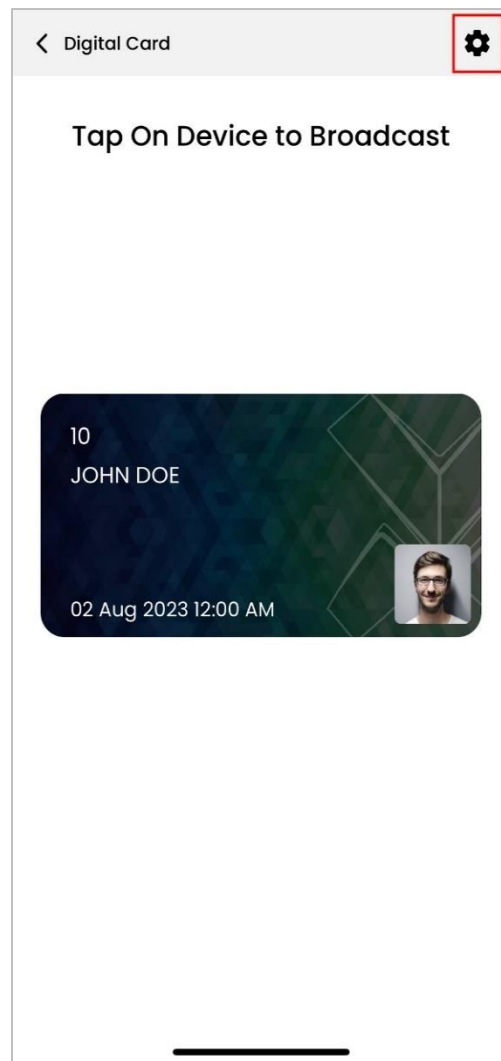 Digital Card
Tap On Device to Broadcast
10
JOHN DOE
02 Aug 2023 12:00 AM